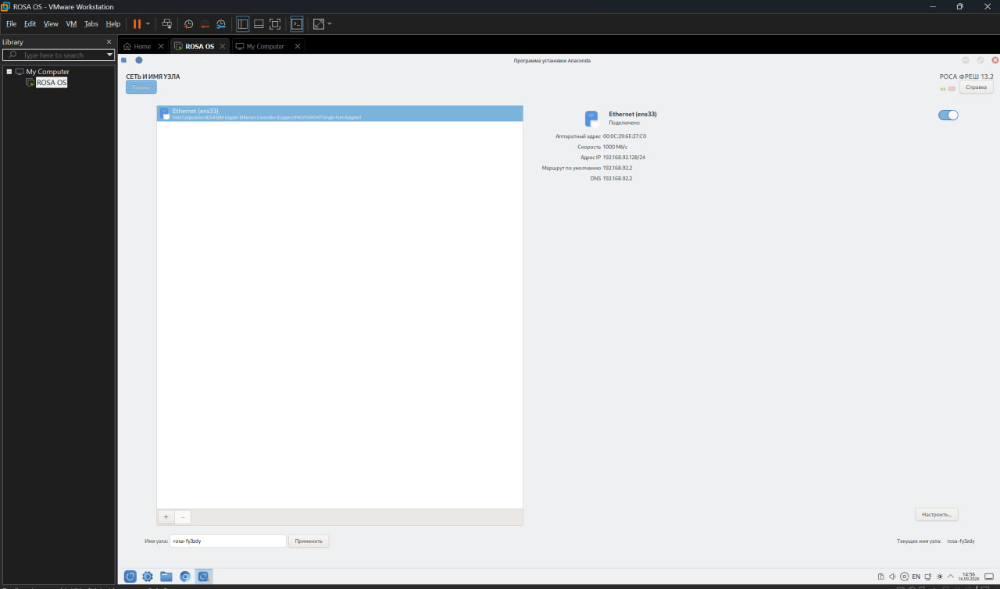 ROSA OS - VMware Workstation
File Edit View VM Tabs Help
Library
Type here to search
My Computer
ROSA OS
Home
ROSA OS
My Computer
Программа установки Anaconda
СЕТЬ И ИМЯ УЗЛА
Готово
РОСА ФРЕШ 13.2
us
Справка
Ethernet (ens33)
Intel Corporation 82545EM Gigabit Ethernet Controller (Copper) (PRO/1000 MT Single Port Adapter)
Ethernet (ens33)
Подключено
Аппаратный адрес 00:0C:29:6E:27:C0
Скорость 1000 Мб/с
Адрес IP 192.168.92.128/24
Маршрут по умолчанию 192.168.92.2
DNS 192.168.92.2
Настроить...
Имя узла: rosa-fy3zdy Применить
Текущее имя узла: rosa-fy3zdy
EN
14:56
16.09.2026